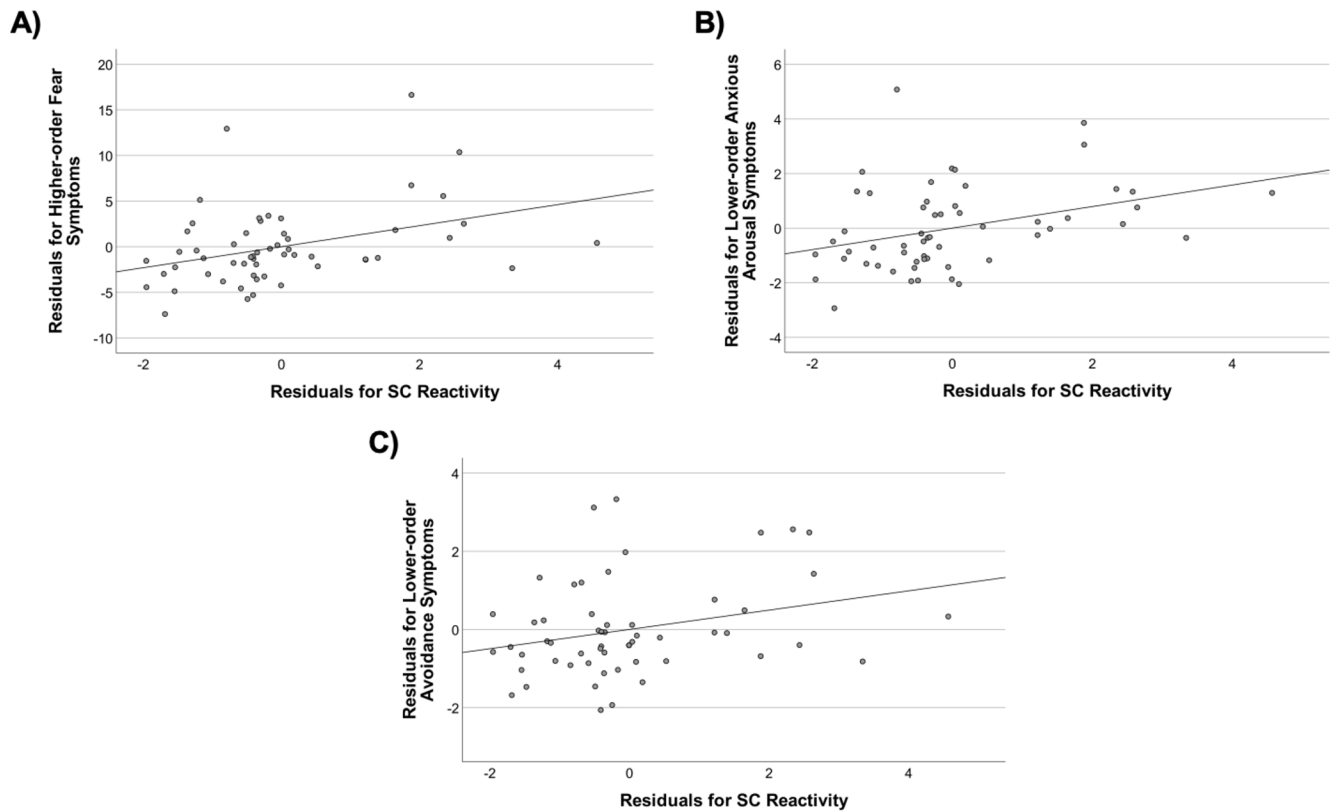 A)
Residuals for Higher-order Fear
Symptoms
20
15
10
5
0
-5
-10
-2
0
2
4
Residuals for SC Reactivity
B)
Residuals for Lower-order Anxious
Arousal Symptoms
6
4
2
0
-2
-4
-2
0
2
4
Residuals for SC Reactivity
C)
Residuals for Lower-order
Avoidance Symptoms
4
2
0
-2
-2
0
2
4
Residuals for SC Reactivity